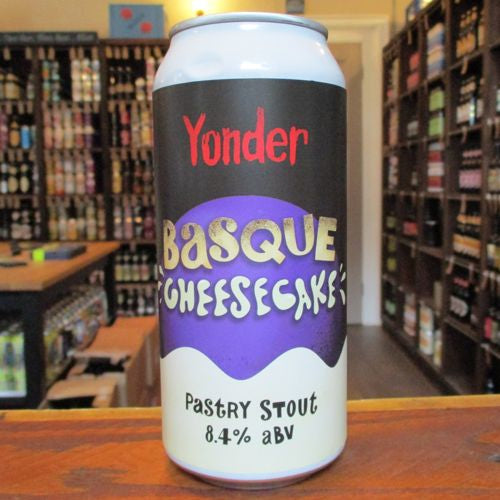 Yonder
BASQUE
CHEESECAKE
PASTRY STOUT
8.4% ABV